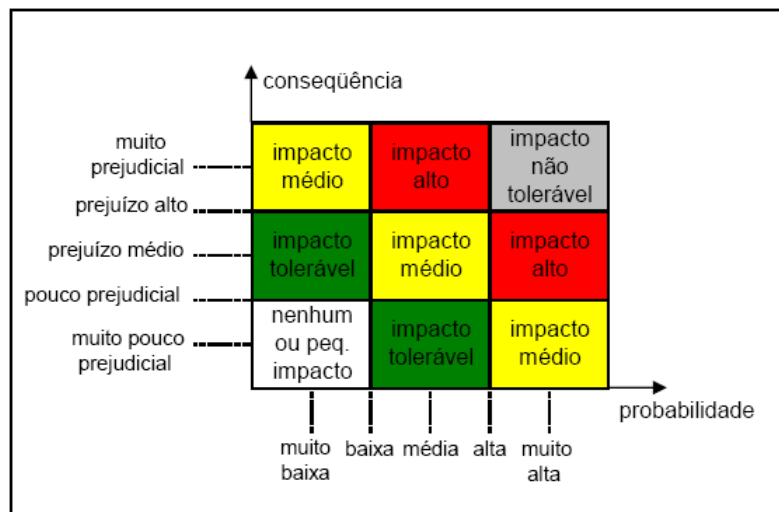 conseqüência
muito
prejudicial
impacto
médio
impacto
alto
impacto
não
tolerável
prejuízo alto
prejuízo médio
impacto
tolerável
impacto
médio
impacto
alto
pouco prejudicial
muito pouco
prejudicial
nenhum
ou peq.
impacto
impacto
tolerável
impacto
médio
probabilidade
muito
baixa
baixa
média
alta
muito
alta